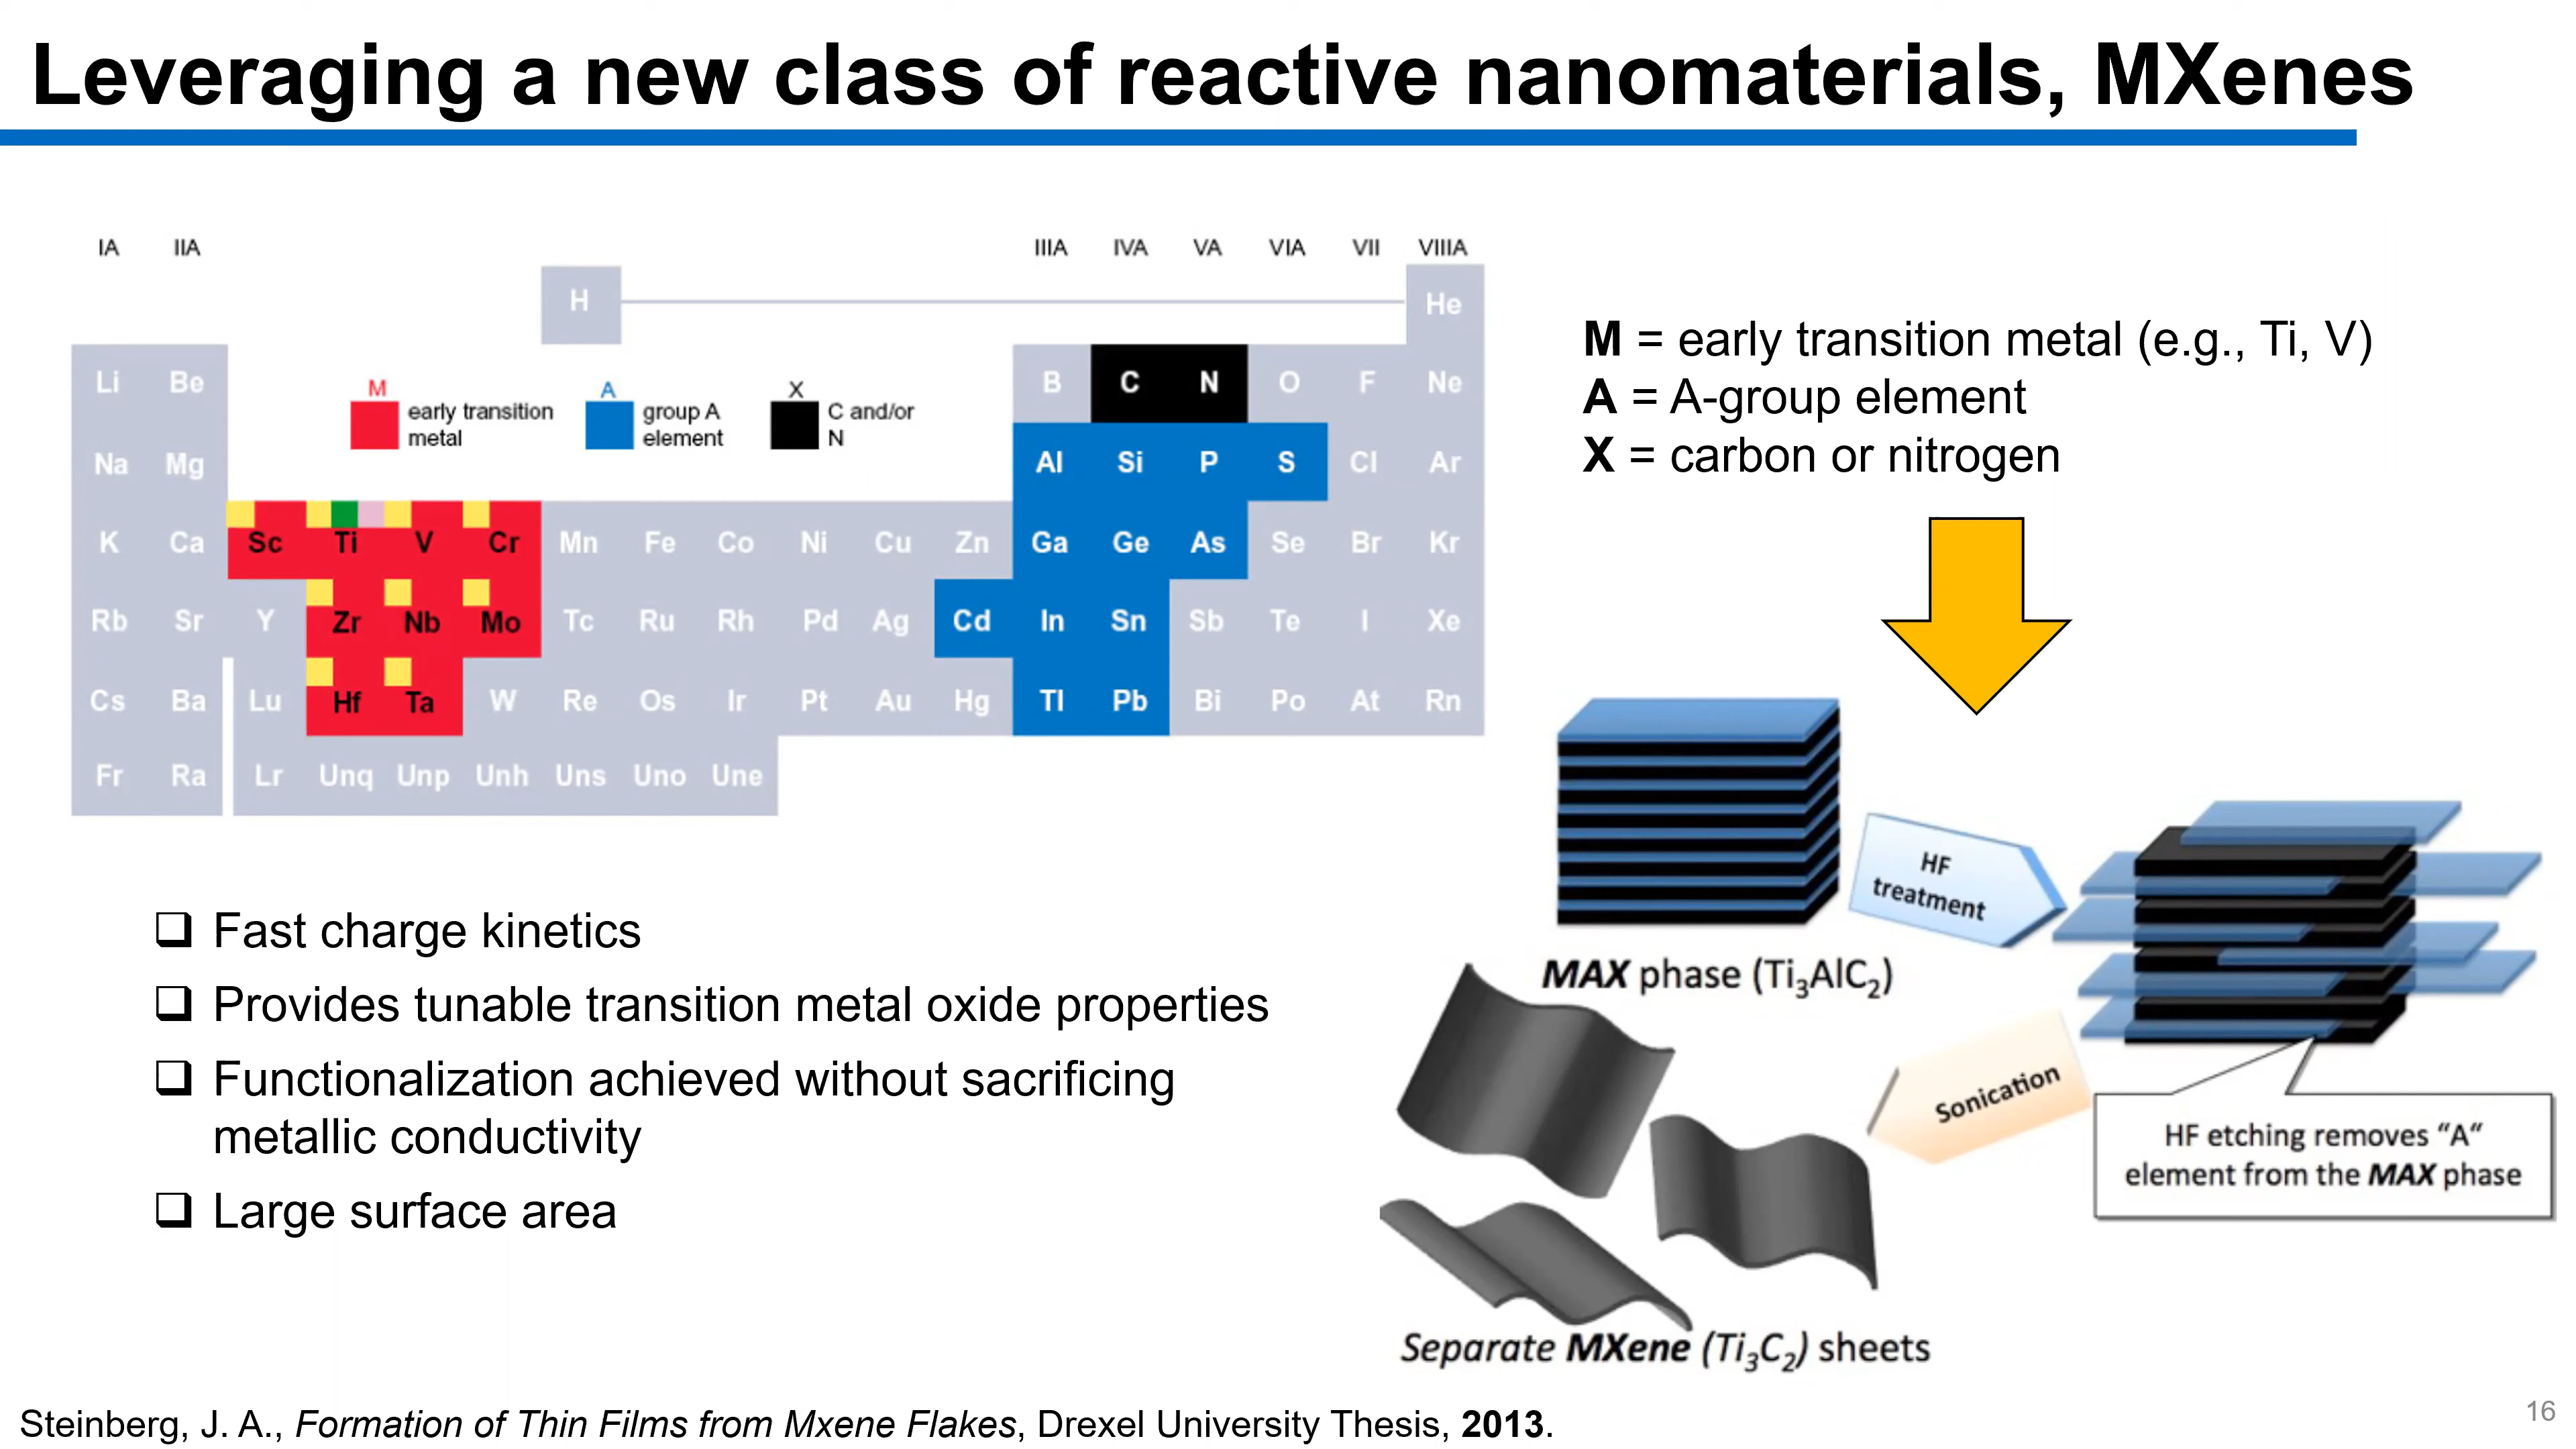 Leveraging a new class of reactive nanomaterials, MXenes
IA IIA IIIA IVA VA VIA VII VIIIA
H He
Li Be B C N O F Ne
M A X
early transition metal
group A element
C and/or N
Na Mg Al Si P S Cl Ar
K Ca Sc Ti V Cr Mn Fe Co Ni Cu Zn Ga Ge As Se Br Kr
Rb Sr Y Zr Nb Mo Tc Ru Rh Pd Ag Cd In Sn Sb Te I Xe
Cs Ba Lu Hf Ta W Re Os Ir Pt Au Hg Tl Pb Bi Po At Rn
Fr Ra Lr Unq Unp Unh Uns Uno Une
M = early transition metal (e.g., Ti, V)
A = A-group element
X = carbon or nitrogen
❑ Fast charge kinetics
❑ Provides tunable transition metal oxide properties
❑ Functionalization achieved without sacrificing
metallic conductivity
❑ Large surface area
HF
treatment
MAX phase (Ti₃AlC₂)
Sonication
HF etching removes “A“
element from the MAX phase
Separate MXene (Ti₃C₂) sheets
Steinberg, J. A., Formation of Thin Films from Mxene Flakes, Drexel University Thesis, 2013.
16